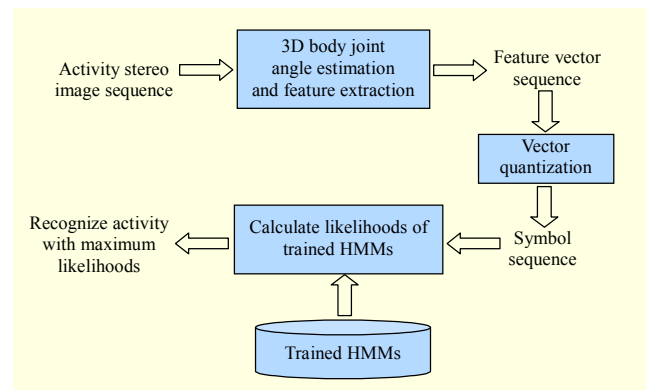 Activity stereo
image sequence
3D body joint
angle estimation
and feature extraction
Feature vector
sequence
Vector
quantization
Symbol
sequence
Calculate likelihoods of
trained HMMs
Recognize activity
with maximum
likelihoods
Trained HMMs